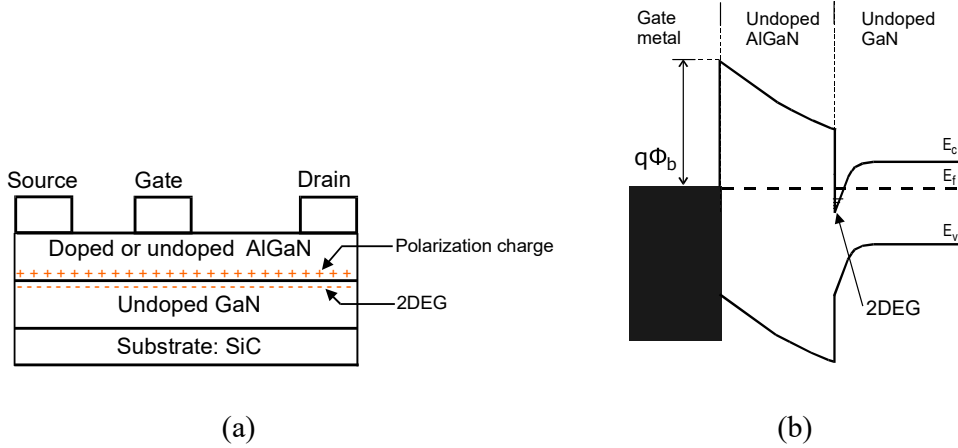 Source Gate Drain
Doped or undoped AlGaN
Polarization charge
+ + + + + + + + + + + + + + + + + + + + + +
- - - - - - - - - - - - - - - - - - - - - - - - - -
Undoped GaN
2DEG
Substrate: SiC
(a)
Gate
metal
Undoped
AlGaN
Undoped
GaN
qΦb
Ec
Ef
Ev
2DEG
(b)